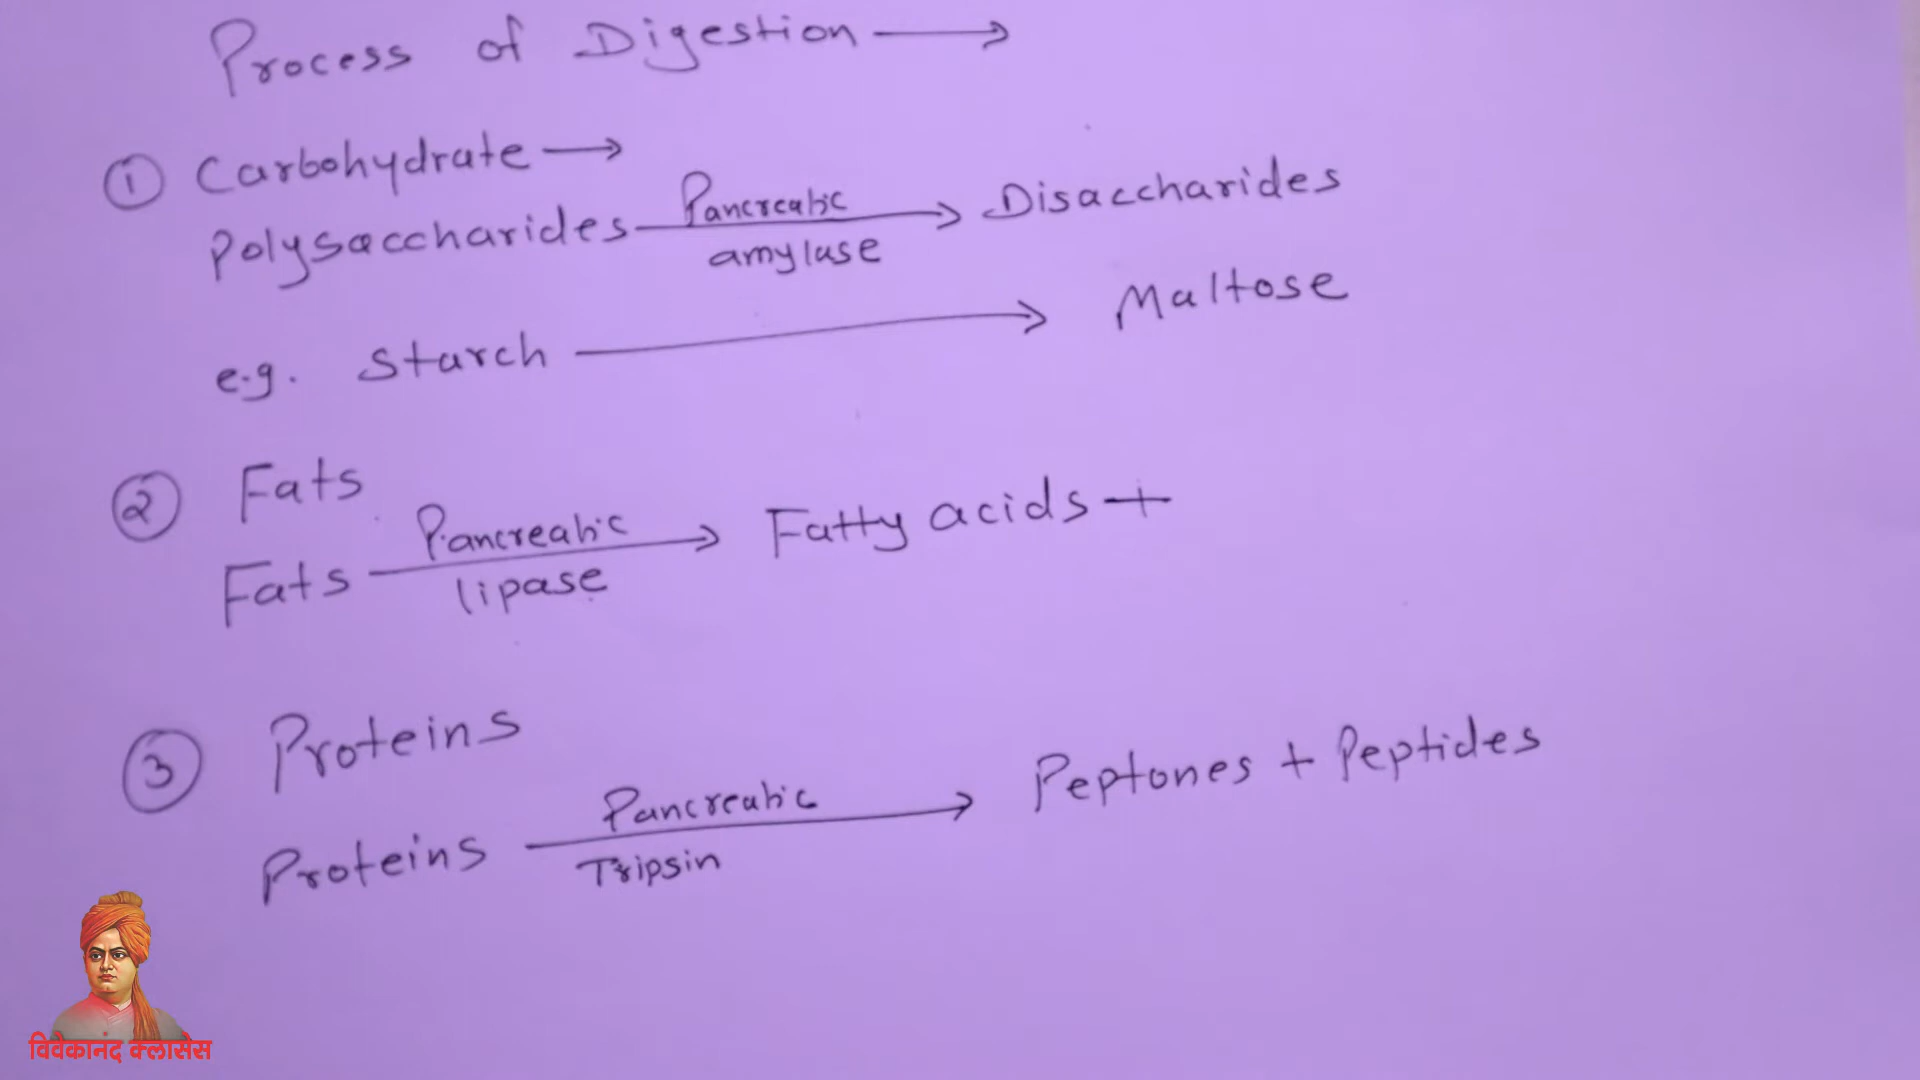 Process of Digestion →
① Carbohydrate →
Polysaccharides Pancreatic amylase → Disaccharides
e.g. Starch → Maltose
② Fats
Fats Pancreatic lipase → Fatty acids +
③ Proteins
Proteins Pancreatic Tripsin → Peptones + Peptides
विवेकानंद क्लासेस